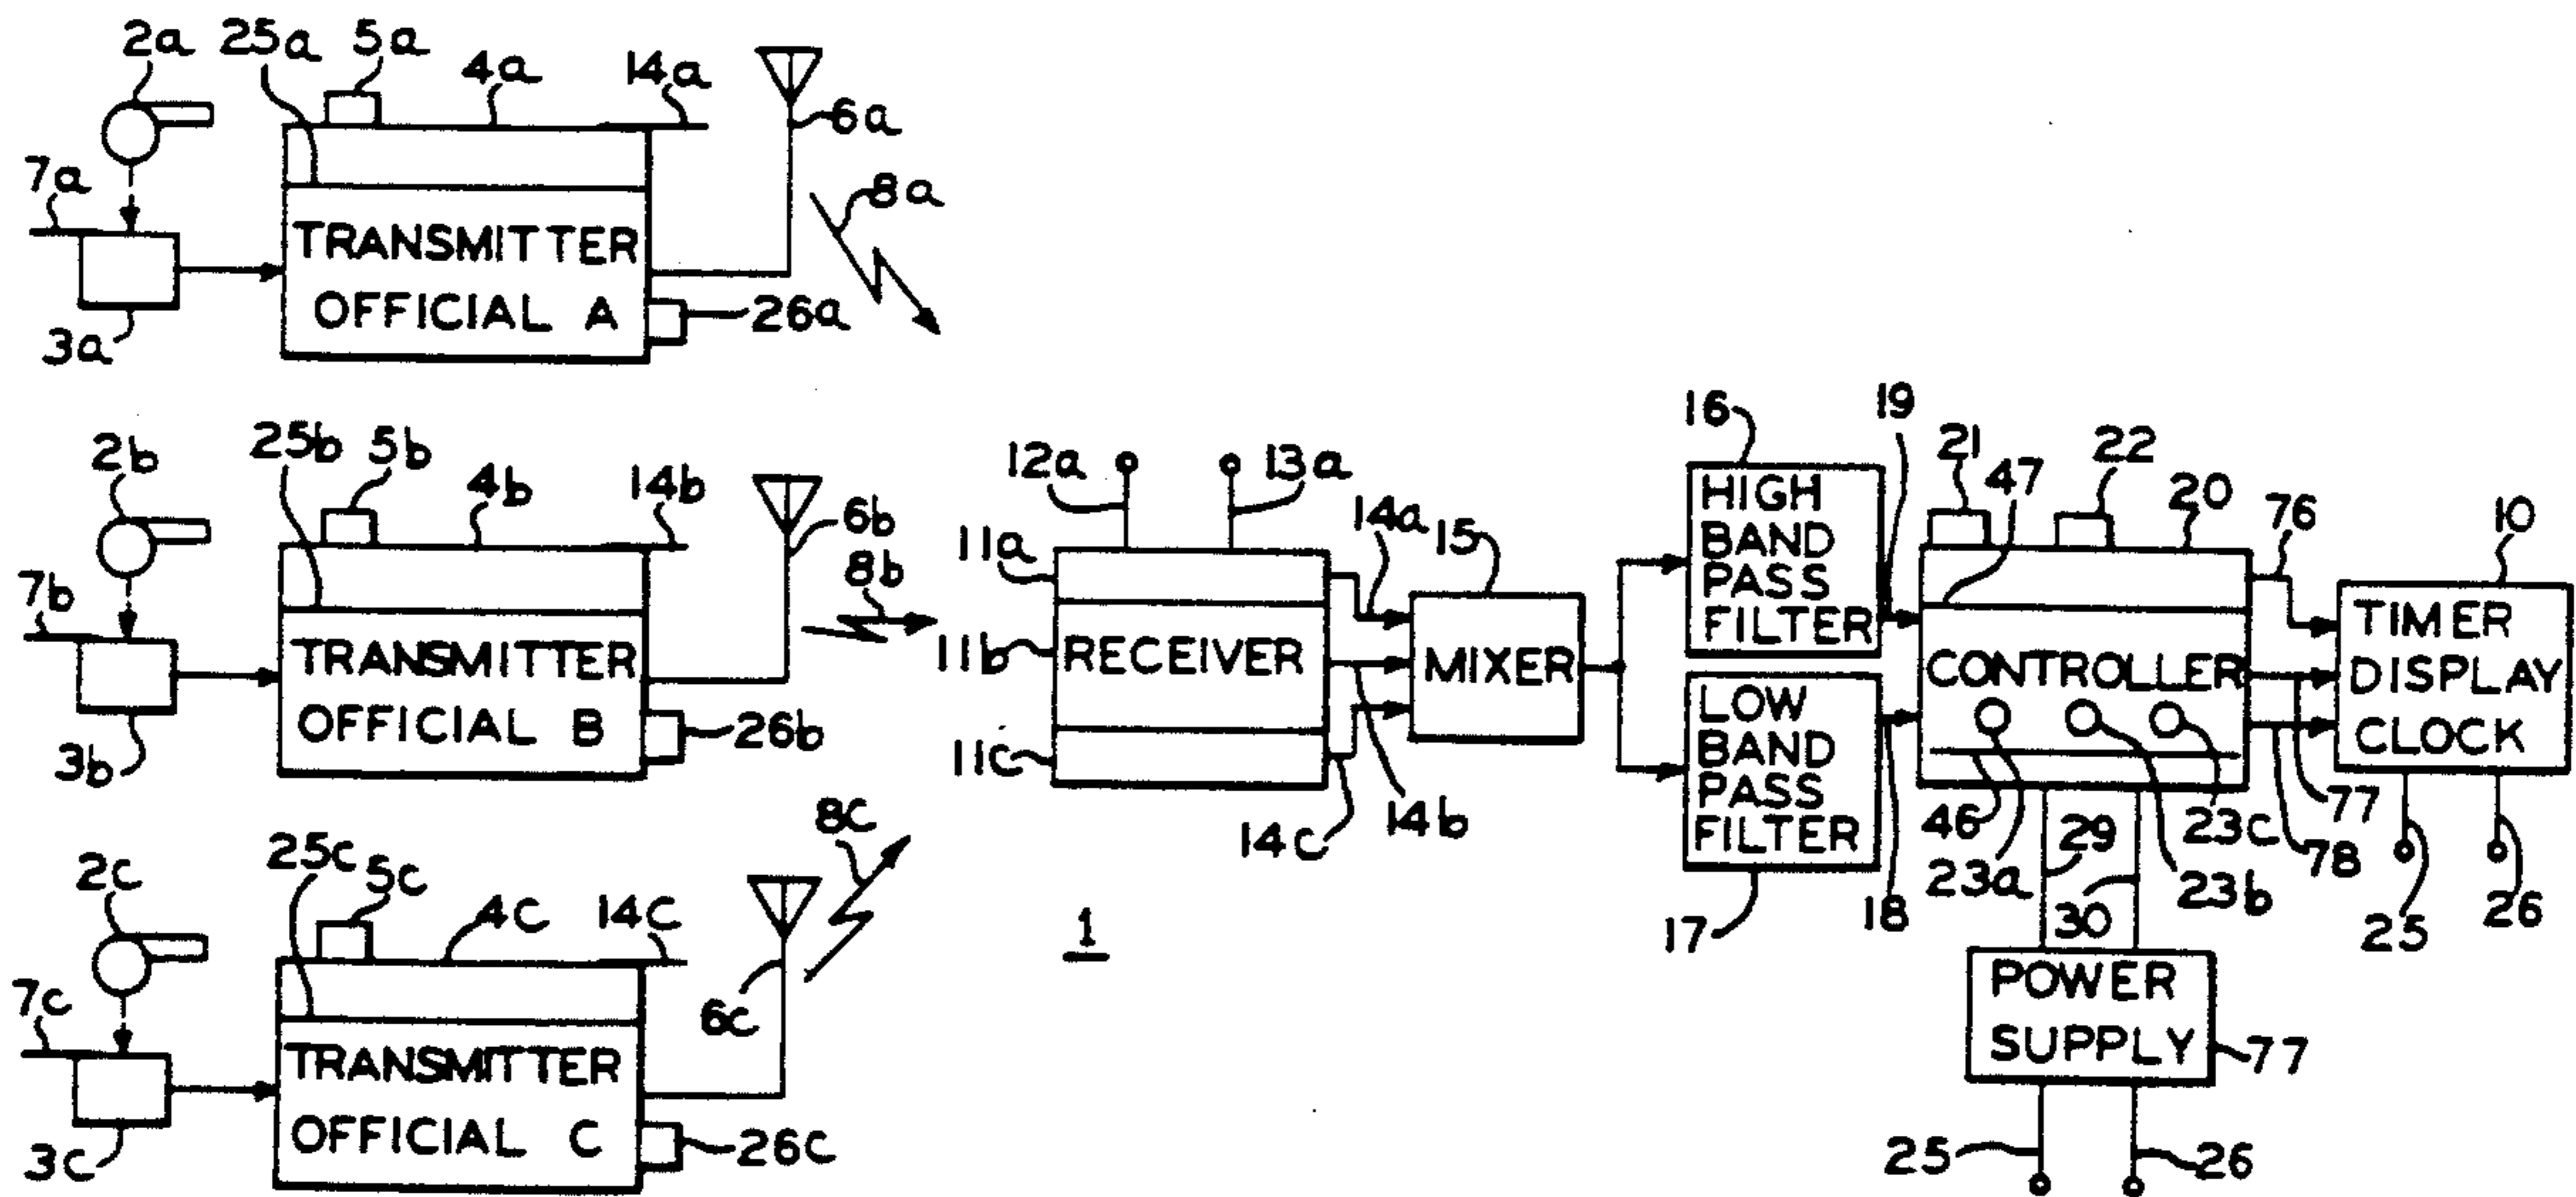 2a 25a 5a 4a 14a
6a
7a
8a
TRANSMITTER
OFFICIAL A
26a
3a
2b 25b 5b 4b 14b
6b
8b
7b
TRANSMITTER
OFFICIAL B
26b
3b
2c 25c 5c 4c 14c
8c
6c
7c
TRANSMITTER
OFFICIAL C
26c
3c
12a 13a
11a
11b
11c
RECEIVER
14a
14b
14c
15
MIXER
1
16
HIGH
BAND
PASS
FILTER
19
LOW
BAND
PASS
FILTER
17
18
21 47 22 20
76
CONTROLLER
46
23a 23b 23c
29
30
77
78
10
TIMER
DISPLAY
CLOCK
25 26
POWER
SUPPLY
77
25 26